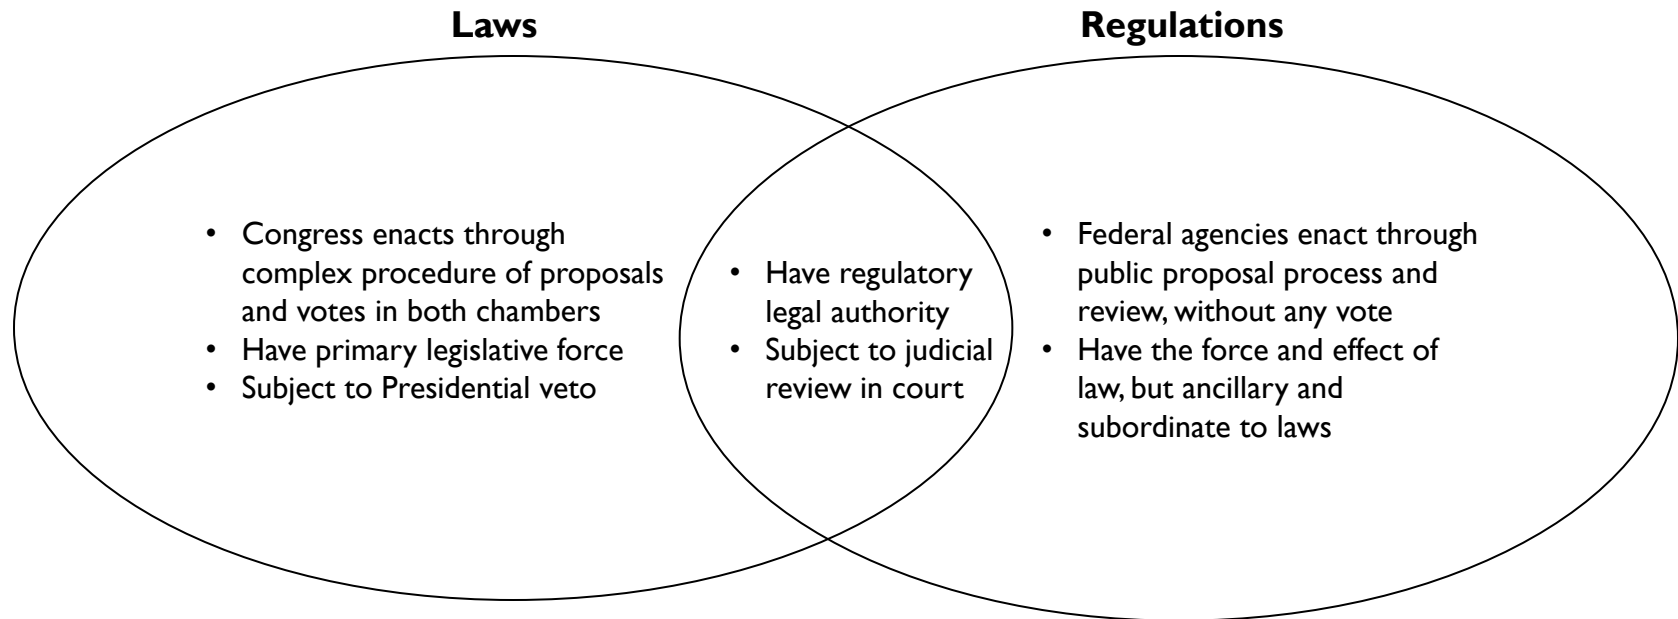 Laws
Regulations
• Congress enacts through
complex procedure of proposals
and votes in both chambers
• Have primary legislative force
• Subject to Presidential veto
• Have regulatory
legal authority
• Subject to judicial
review in court
• Federal agencies enact through
public proposal process and
review, without any vote
• Have the force and effect of
law, but ancillary and
subordinate to laws